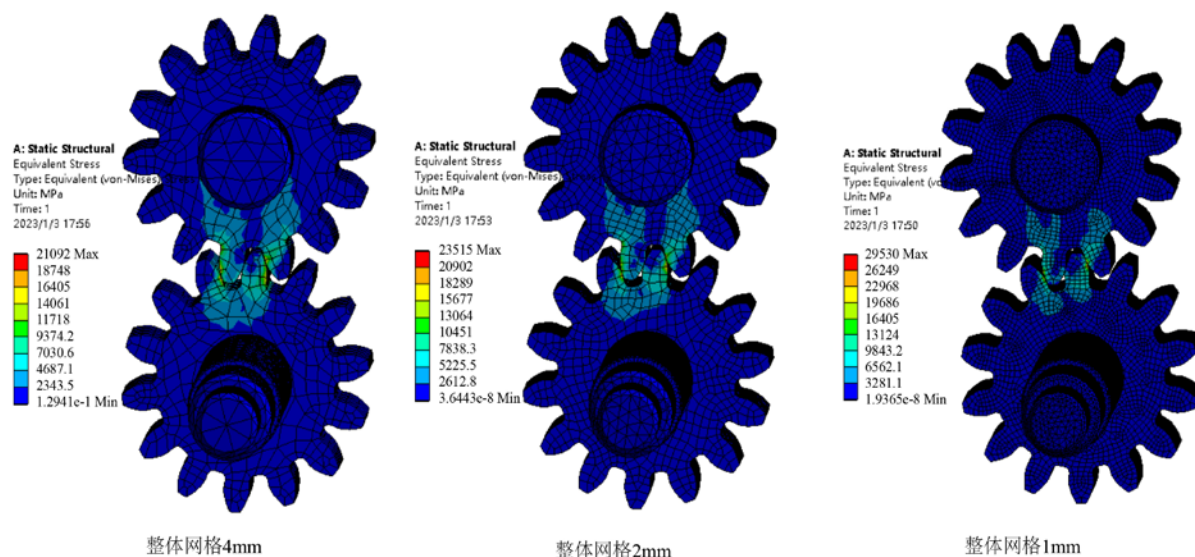 A: Static Structural
Equivalent Stress
Type: Equivalent (von-Mises) Stress
Unit: MPa
Time: 1
2023/1/3 17:56
21092 Max
18748
16405
14061
11718
9374.2
7030.6
4687.1
2343.5
1.2941e-1 Min
整体网格4mm
A: Static Structural
Equivalent Stress
Type: Equivalent (von-Mises)
Unit: MPa
Time: 1
2023/1/3 17:53
23515 Max
20902
18289
15677
13064
10451
7838.3
5225.5
2612.8
3.6443e-8 Min
整体网格2mm
A: Static Structural
Equivalent Stress
Type: Equivalent
Unit: MPa
Time: 1
2023/1/3 17:50
29530 Max
26249
22968
19686
16405
13124
9843.2
6562.1
3281.1
1.9365e-8 Min
整体网格1mm